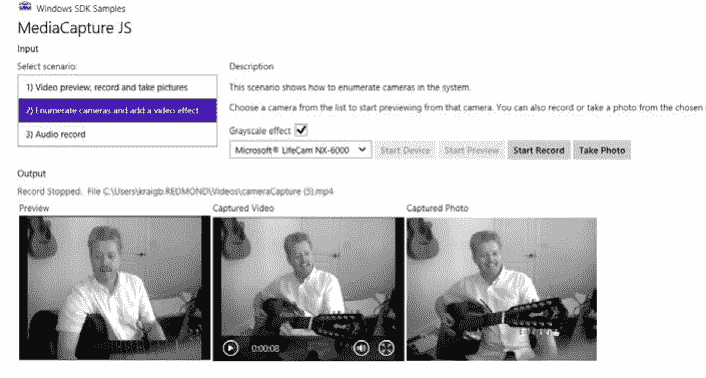 Windows SDK Samples
MediaCapture JS
Input
Select scenario:
Description
1) Video preview, record and take pictures
This scenario shows how to enumerate cameras in the system.
2) Enumerate cameras and add a video effect
Choose a camera from the list to start previewing from that camera. You can also record or take a photo from the chosen
3) Audio record
Grayscale effect
Microsoft® LifeCam NX-6000 Start Device Start Preview Start Record Take Photo
Output
Record Stopped. File C:\Users\kraigb.REDMOND\Videos\cameraCapture (5).mp4
Preview Captured Video Captured Photo
0:00:08